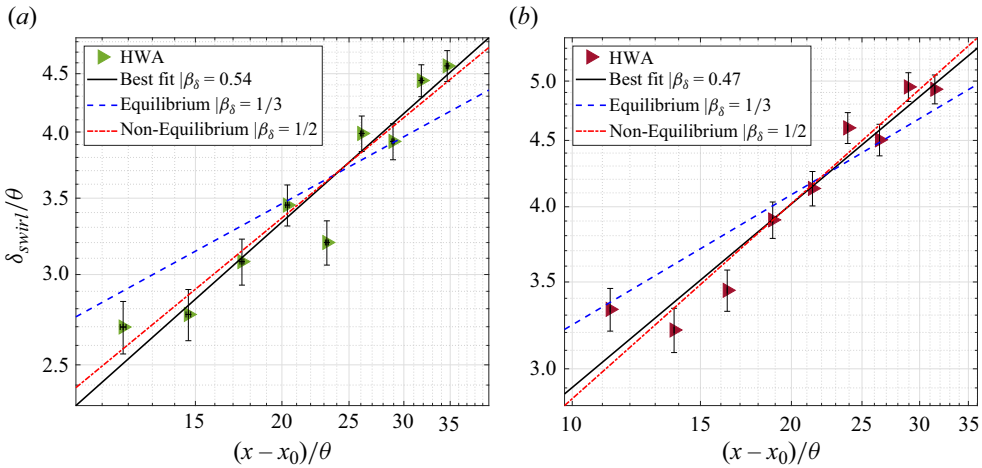 (a)
HWA
Best fit |β_δ = 0.54
Equilibrium |β_δ = 1/3
Non-Equilibrium |β_δ = 1/2
4.5
4.0
3.5
3.0
2.5
δ_swirl/θ
15 20 25 30 35
(x – x_0)/θ
(b)
HWA
Best fit |β_δ = 0.47
Equilibrium |β_δ = 1/3
Non-Equilibrium |β_δ = 1/2
5.0
4.5
4.0
3.5
3.0
10 15 20 25 30 35
(x – x_0)/θ